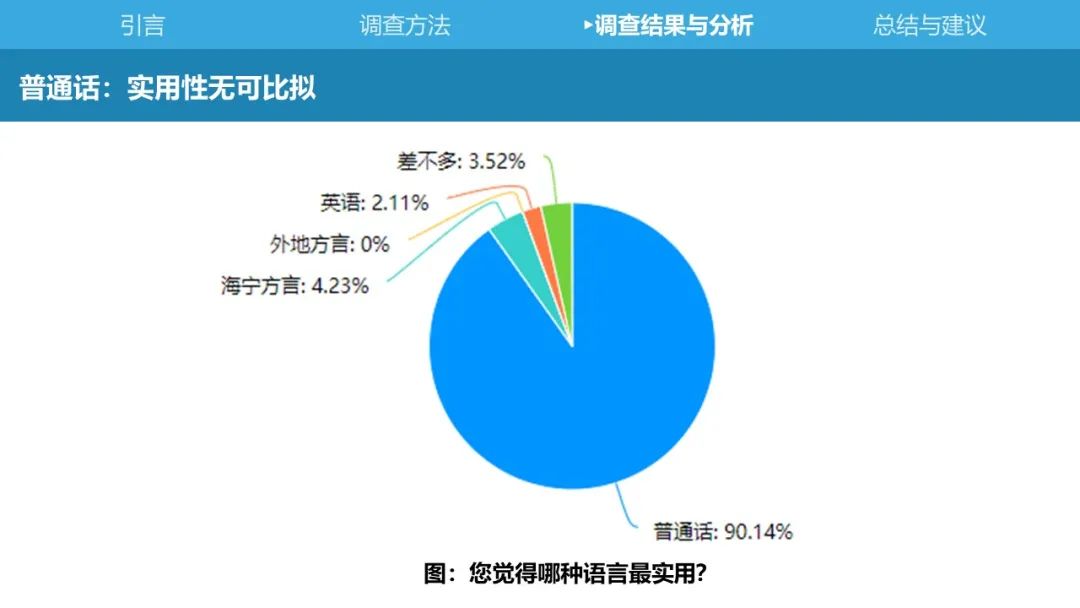 引言
调查方法
▸调查结果与分析
总结与建议
普通话：实用性无可比拟
差不多: 3.52%
英语: 2.11%
外地方言: 0%
海宁方言: 4.23%
普通话: 90.14%
图：您觉得哪种语言最实用？